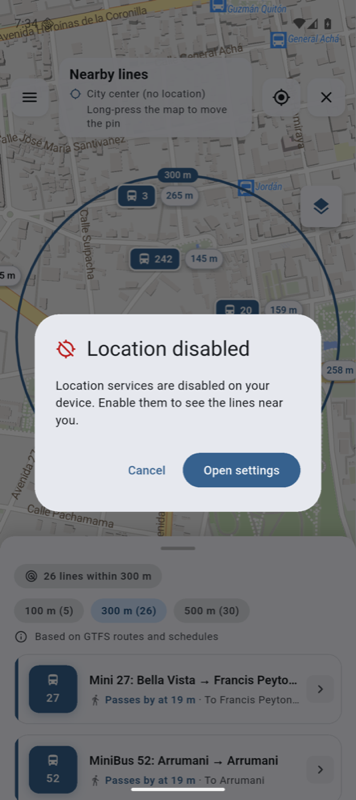 7:34
Avenida Heroínas de la Coronilla
Guzmán Quitón
General Acha
General Acha
Nearby lines
City center (no location)
Long-press the map to move
the pin
Calle José María Santivañez
300 m
3
265 m
Jordán
Calle Suipacha
242
145 m
5 m
20
159 m
258 m
Location disabled
Location services are disabled on your
device. Enable them to see the lines near
you.
Cancel
Open settings
Calle Pachamama
26 lines within 300 m
100 m (5)
300 m (26)
500 m (30)
Based on GTFS routes and schedules
27
Mini 27: Bella Vista → Francis Peyto…
Passes by at 19 m · To Francis Peyton…
52
MiniBus 52: Arrumani → Arrumani
Passes by at 19 m · To Arrumani